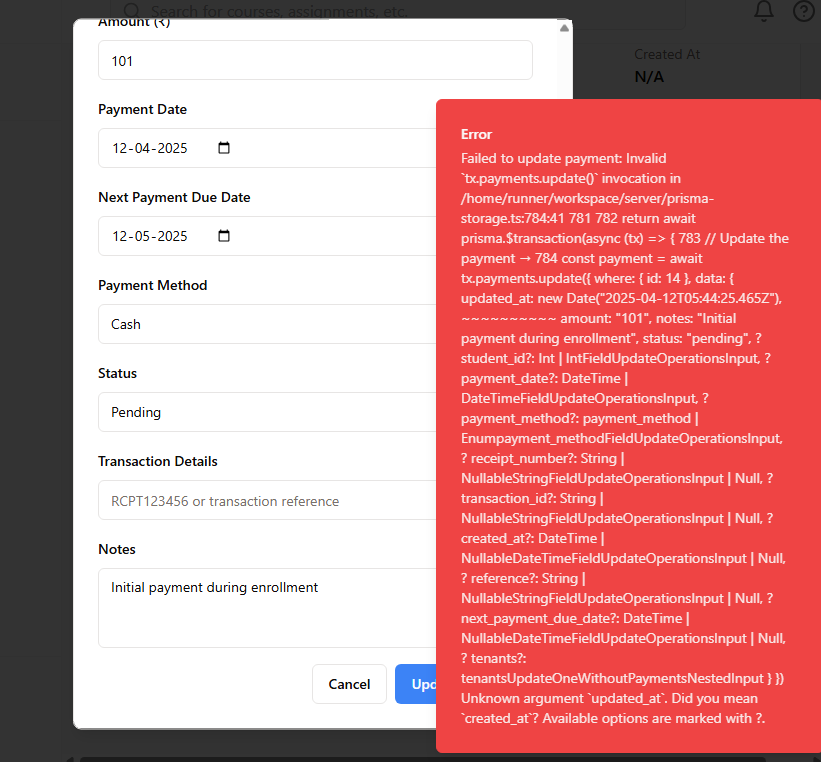 Search for courses, assignments, etc.
Amount (₹)
101
Created At
N/A
Payment Date
12-04-2025
Next Payment Due Date
12-05-2025
Payment Method
Cash
Status
Pending
Transaction Details
RCPT123456 or transaction reference
Notes
Initial payment during enrollment
Cancel
Upd
Error
Failed to update payment: Invalid
`tx.payments.update()` invocation in
/home/runner/workspace/server/prisma-
storage.ts:784:41 781 782 return await
prisma.$transaction(async (tx) => { 783 // Update the
payment → 784 const payment = await
tx.payments.update({ where: { id: 14 }, data: {
updated_at: new Date("2025-04-12T05:44:25.465Z"),
~~~~~~~~~~ amount: "101", notes: "Initial
payment during enrollment", status: "pending", ?
student_id?: Int | IntFieldUpdateOperationsInput, ?
payment_date?: DateTime |
DateTimeFieldUpdateOperationsInput, ?
payment_method?: payment_method |
Enumpayment_methodFieldUpdateOperationsInput,
? receipt_number?: String |
NullableStringFieldUpdateOperationsInput | Null, ?
transaction_id?: String |
NullableStringFieldUpdateOperationsInput | Null, ?
created_at?: DateTime |
NullableDateTimeFieldUpdateOperationsInput | Null,
? reference?: String |
NullableStringFieldUpdateOperationsInput | Null, ?
next_payment_due_date?: DateTime |
NullableDateTimeFieldUpdateOperationsInput | Null,
? tenants?:
tenantsUpdateOneWithoutPaymentsNestedInput } })
Unknown argument `updated_at`. Did you mean
`created_at`? Available options are marked with ?.